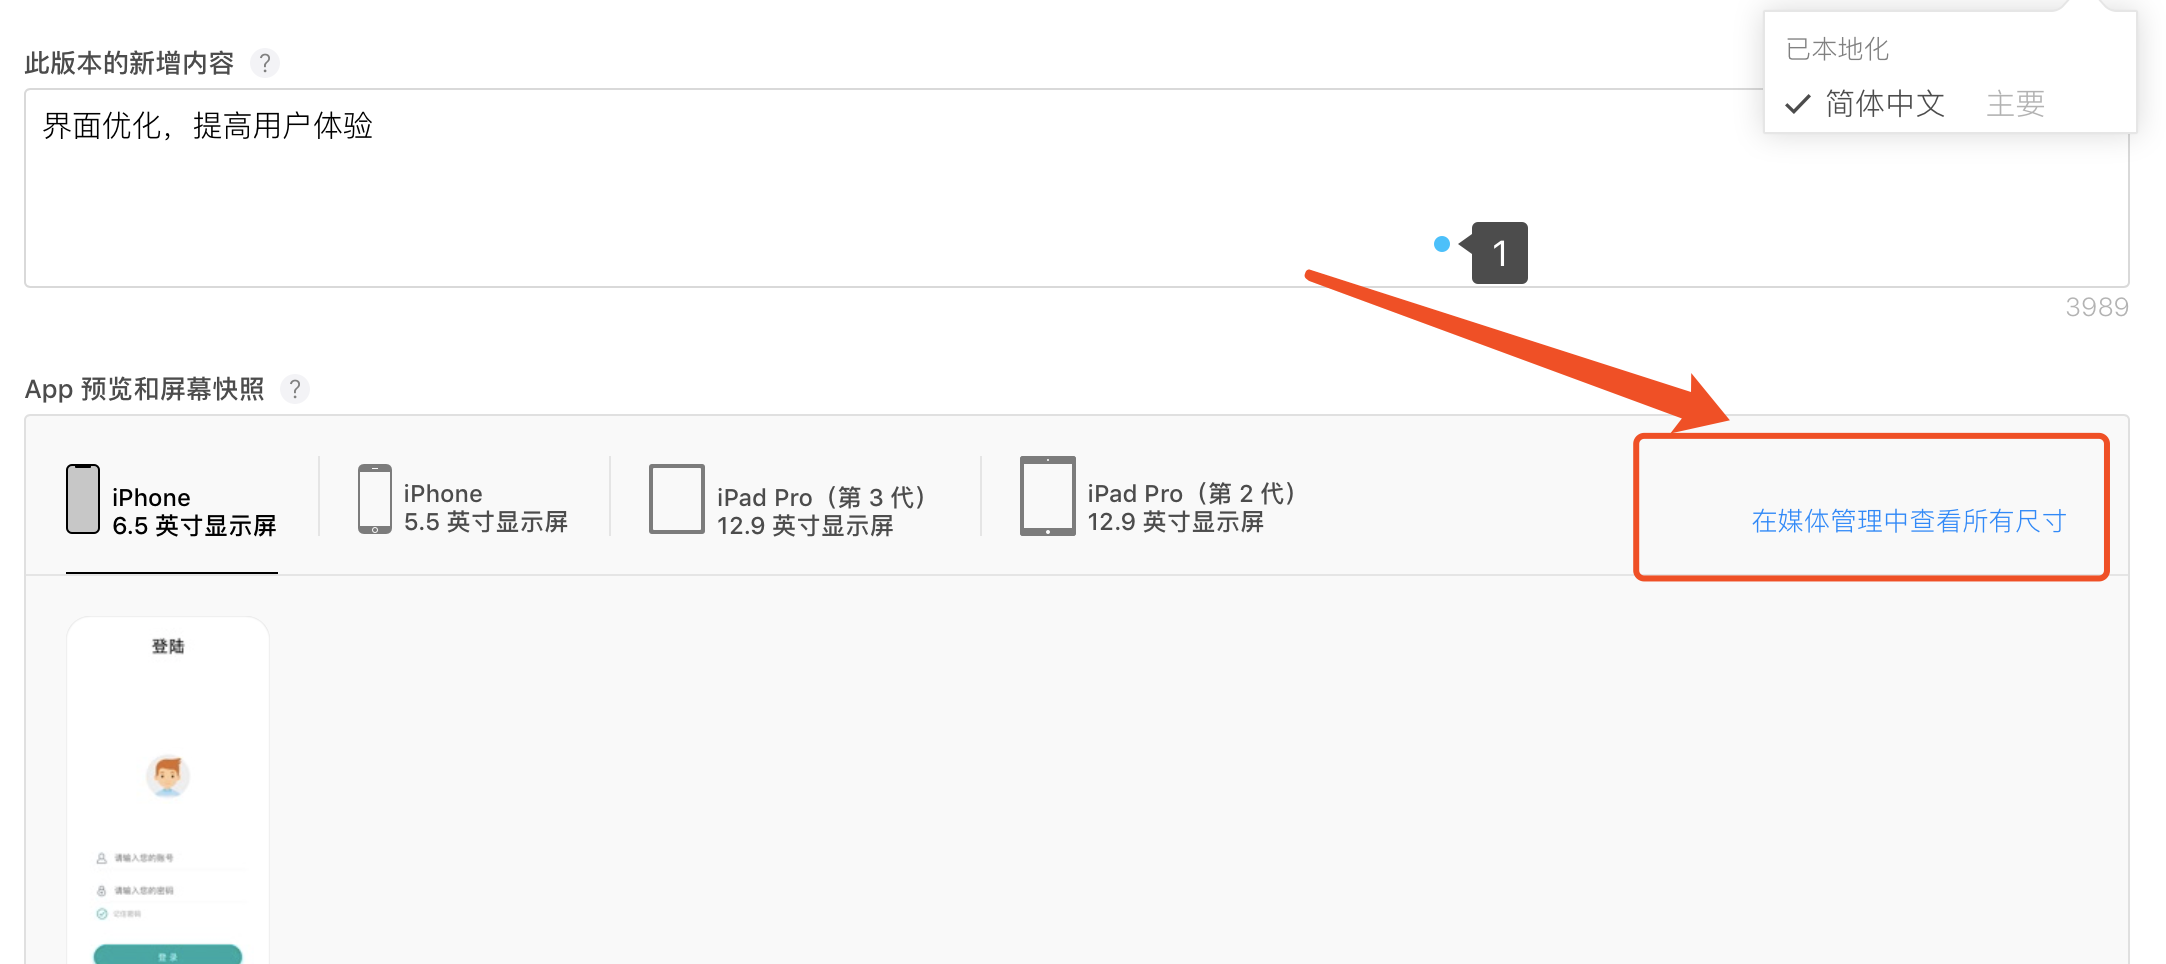 已本地化
简体中文 主要
此版本的新增内容 ?
界面优化，提高用户体验
1
3989
App 预览和屏幕快照 ?
iPhone
6.5 英寸显示屏
iPhone
5.5 英寸显示屏
iPad Pro（第 3 代）
12.9 英寸显示屏
iPad Pro（第 2 代）
12.9 英寸显示屏
在媒体管理中查看所有尺寸
登陆
请输入您的账号
请输入您的密码
记住密码
登 录